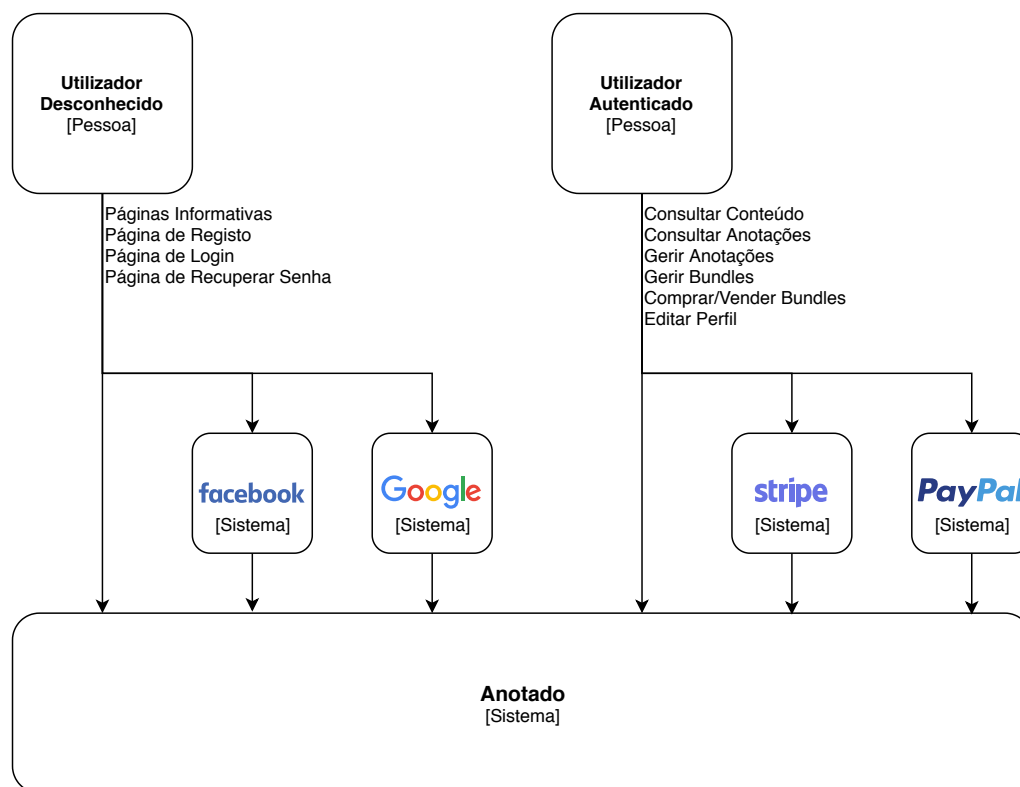 Utilizador
Desconhecido
[Pessoa]
Utilizador
Autenticado
[Pessoa]
Páginas Informativas
Página de Registo
Página de Login
Página de Recuperar Senha
Consultar Conteúdo
Consultar Anotações
Gerir Anotações
Gerir Bundles
Comprar/Vender Bundles
Editar Perfil
facebook
[Sistema]
Google
[Sistema]
stripe
[Sistema]
PayPal
[Sistema]
Anotado
[Sistema]